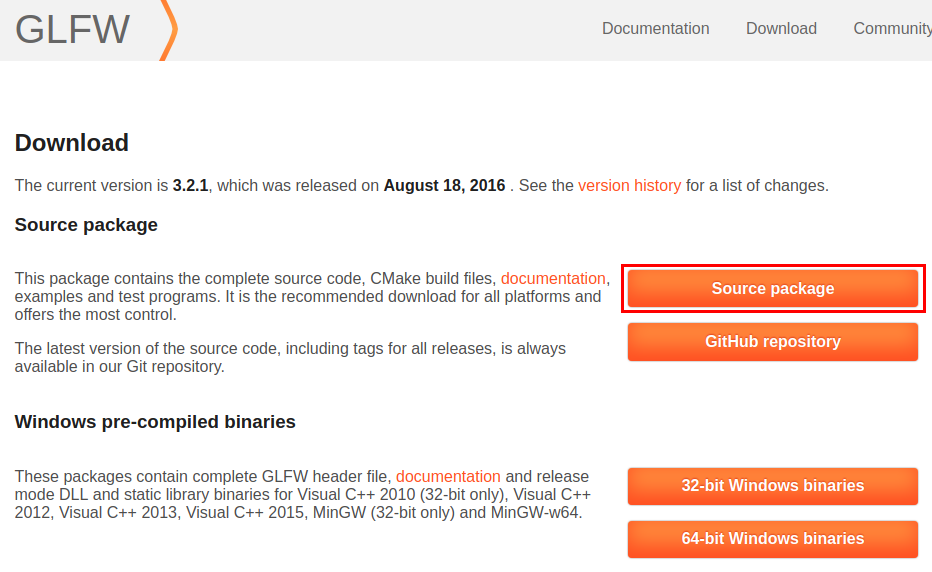 GLFW
Documentation Download Community
Download
The current version is 3.2.1, which was released on August 18, 2016 . See the version history for a list of changes.
Source package
This package contains the complete source code, CMake build files, documentation,
examples and test programs. It is the recommended download for all platforms and
offers the most control.
Source package
The latest version of the source code, including tags for all releases, is always
available in our Git repository.
GitHub repository
Windows pre-compiled binaries
These packages contain complete GLFW header file, documentation and release
mode DLL and static library binaries for Visual C++ 2010 (32-bit only), Visual C++
2012, Visual C++ 2013, Visual C++ 2015, MinGW (32-bit only) and MinGW-w64.
32-bit Windows binaries
64-bit Windows binaries